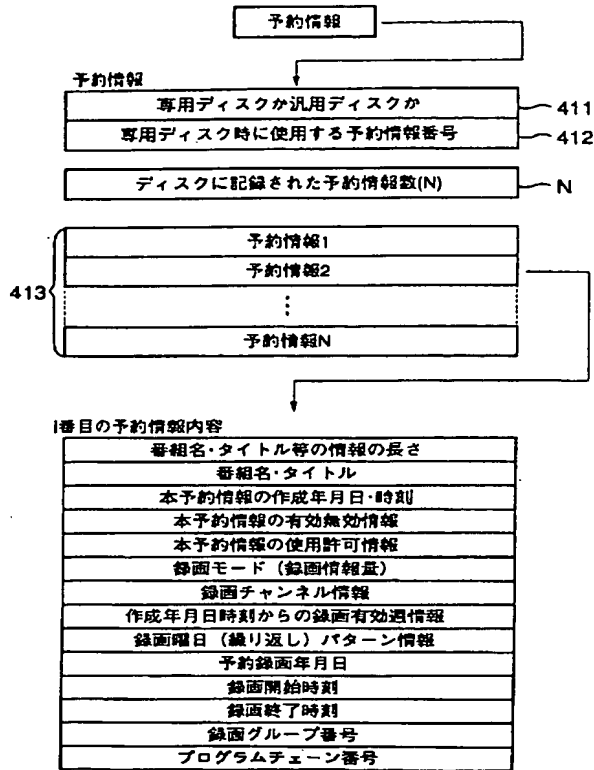 予約情報
予約情報
専用ディスクか汎用ディスクか
411
専用ディスク時に使用する予約情報番号
412
ディスクに記録された予約情報数(N)
N
予約情報1
予約情報2
⋮
413
予約情報N
i番目の予約情報内容
番組名・タイトル等の情報の長さ
番組名・タイトル
本予約情報の作成年月日・時刻
本予約情報の有効無効情報
本予約情報の使用許可情報
録画モード（録画情報量）
録画チャンネル情報
作成年月日時刻からの録画有効週情報
録画曜日（繰り返し）パターン情報
予約録画年月日
録画開始時刻
録画終了時刻
録画グループ番号
プログラムチェーン番号